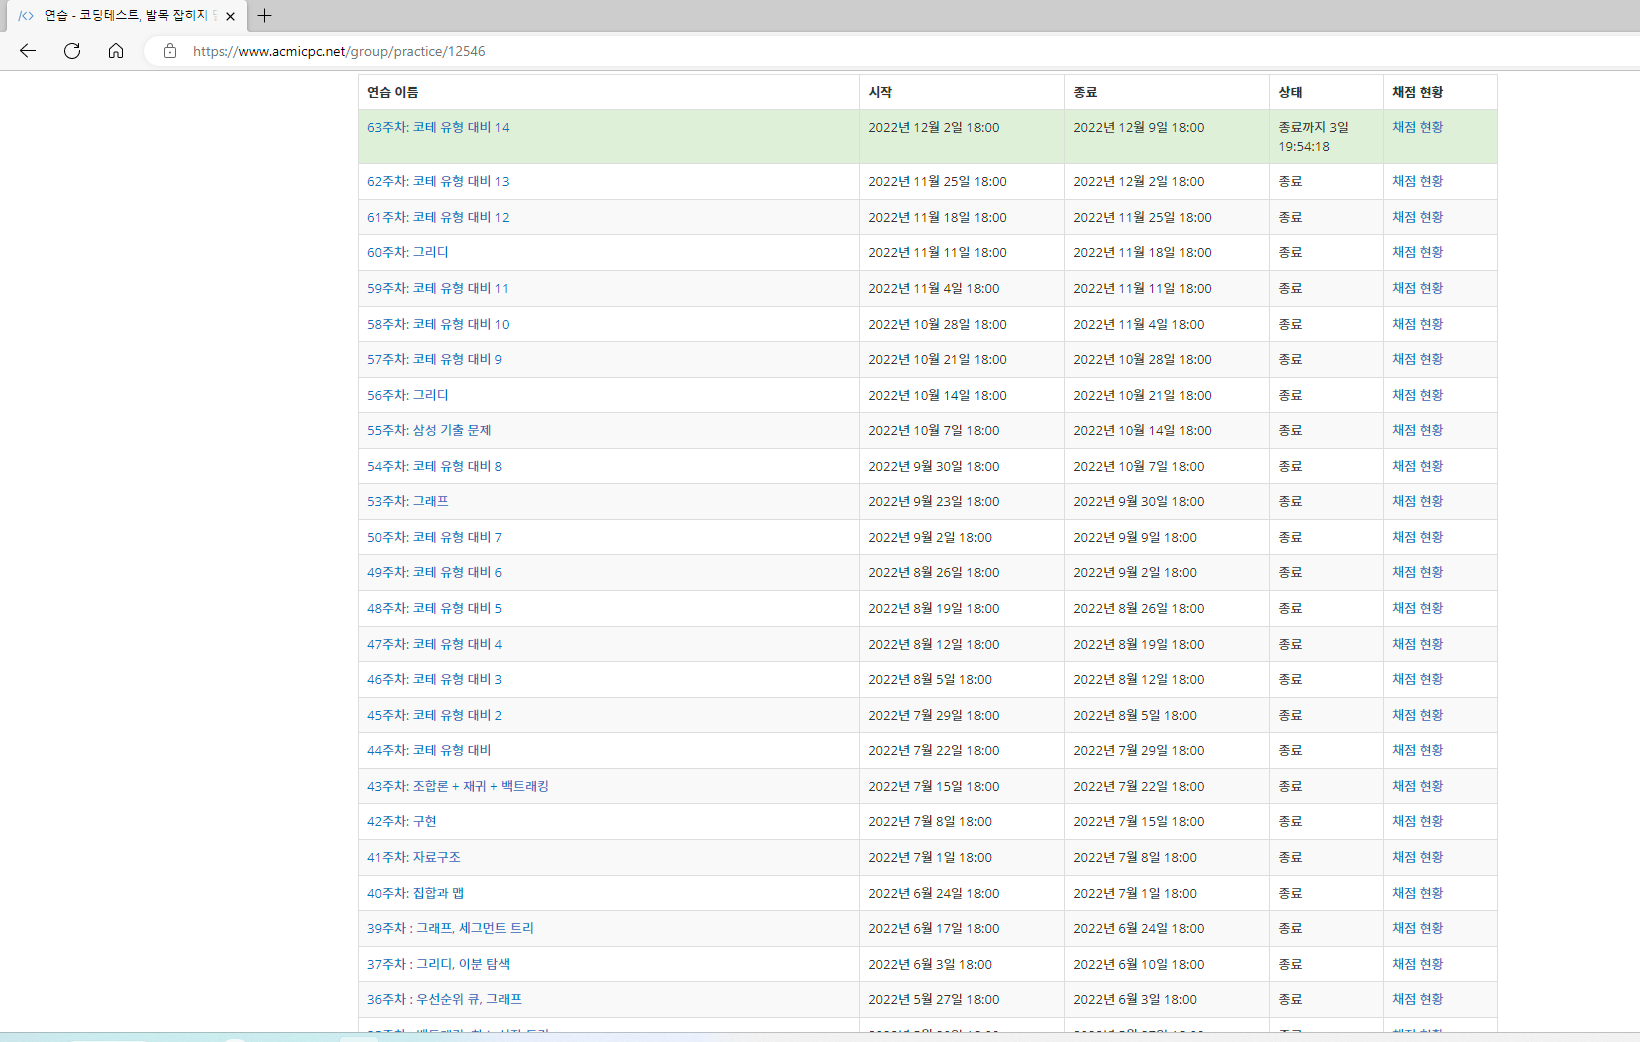 연습 - 코딩테스트, 발목 잡히지
https://www.acmicpc.net/group/practice/12546
연습 이름 시작 종료 상태 채점 현황
63주차: 코테 유형 대비 14 2022년 12월 2일 18:00 2022년 12월 9일 18:00 종료까지 3일 채점 현황
19:54:18
62주차: 코테 유형 대비 13 2022년 11월 25일 18:00 2022년 12월 2일 18:00 종료 채점 현황
61주차: 코테 유형 대비 12 2022년 11월 18일 18:00 2022년 11월 25일 18:00 종료 채점 현황
60주차: 그리디 2022년 11월 11일 18:00 2022년 11월 18일 18:00 종료 채점 현황
59주차: 코테 유형 대비 11 2022년 11월 4일 18:00 2022년 11월 11일 18:00 종료 채점 현황
58주차: 코테 유형 대비 10 2022년 10월 28일 18:00 2022년 11월 4일 18:00 종료 채점 현황
57주차: 코테 유형 대비 9 2022년 10월 21일 18:00 2022년 10월 28일 18:00 종료 채점 현황
56주차: 그리디 2022년 10월 14일 18:00 2022년 10월 21일 18:00 종료 채점 현황
55주차: 삼성 기출 문제 2022년 10월 7일 18:00 2022년 10월 14일 18:00 종료 채점 현황
54주차: 코테 유형 대비 8 2022년 9월 30일 18:00 2022년 10월 7일 18:00 종료 채점 현황
53주차: 그래프 2022년 9월 23일 18:00 2022년 9월 30일 18:00 종료 채점 현황
50주차: 코테 유형 대비 7 2022년 9월 2일 18:00 2022년 9월 9일 18:00 종료 채점 현황
49주차: 코테 유형 대비 6 2022년 8월 26일 18:00 2022년 9월 2일 18:00 종료 채점 현황
48주차: 코테 유형 대비 5 2022년 8월 19일 18:00 2022년 8월 26일 18:00 종료 채점 현황
47주차: 코테 유형 대비 4 2022년 8월 12일 18:00 2022년 8월 19일 18:00 종료 채점 현황
46주차: 코테 유형 대비 3 2022년 8월 5일 18:00 2022년 8월 12일 18:00 종료 채점 현황
45주차: 코테 유형 대비 2 2022년 7월 29일 18:00 2022년 8월 5일 18:00 종료 채점 현황
44주차: 코테 유형 대비 2022년 7월 22일 18:00 2022년 7월 29일 18:00 종료 채점 현황
43주차: 조합론 + 재귀 + 백트래킹 2022년 7월 15일 18:00 2022년 7월 22일 18:00 종료 채점 현황
42주차: 구현 2022년 7월 8일 18:00 2022년 7월 15일 18:00 종료 채점 현황
41주차: 자료구조 2022년 7월 1일 18:00 2022년 7월 8일 18:00 종료 채점 현황
40주차: 집합과 맵 2022년 6월 24일 18:00 2022년 7월 1일 18:00 종료 채점 현황
39주차 : 그래프, 세그먼트 트리 2022년 6월 17일 18:00 2022년 6월 24일 18:00 종료 채점 현황
37주차 : 그리디, 이분 탐색 2022년 6월 3일 18:00 2022년 6월 10일 18:00 종료 채점 현황
36주차 : 우선순위 큐, 그래프 2022년 5월 27일 18:00 2022년 6월 3일 18:00 종료 채점 현황